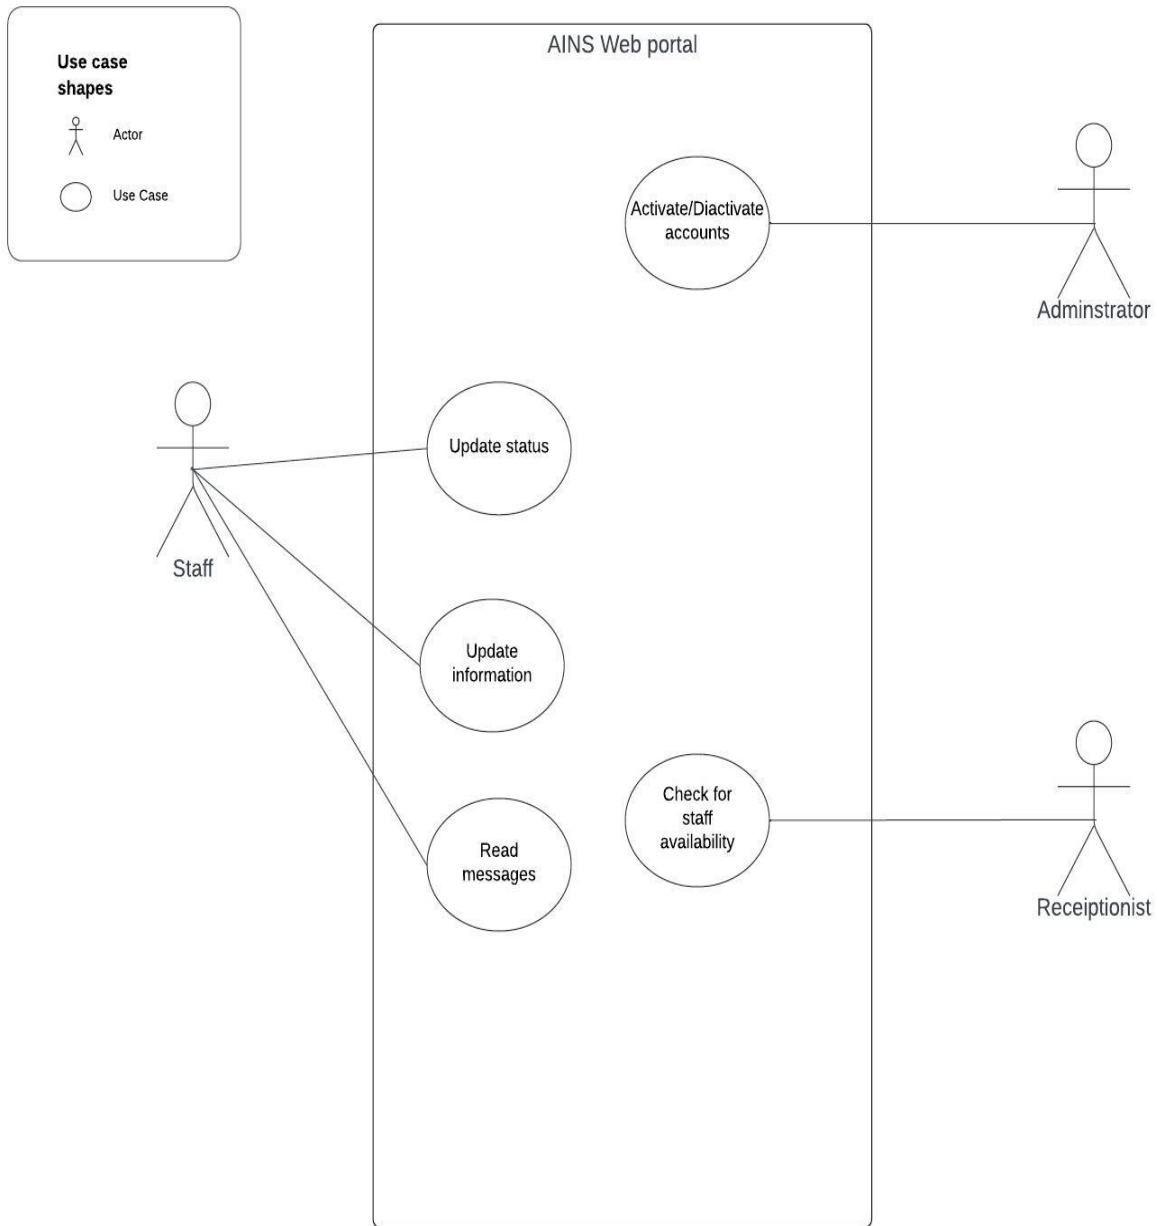 Use case
shapes
Actor
Use Case
AINS Web portal
Activate/Diactivate
accounts
Adminstrator
Update status
Staff
Update
information
Check for
staff
availability
Read
messages
Receiptionist